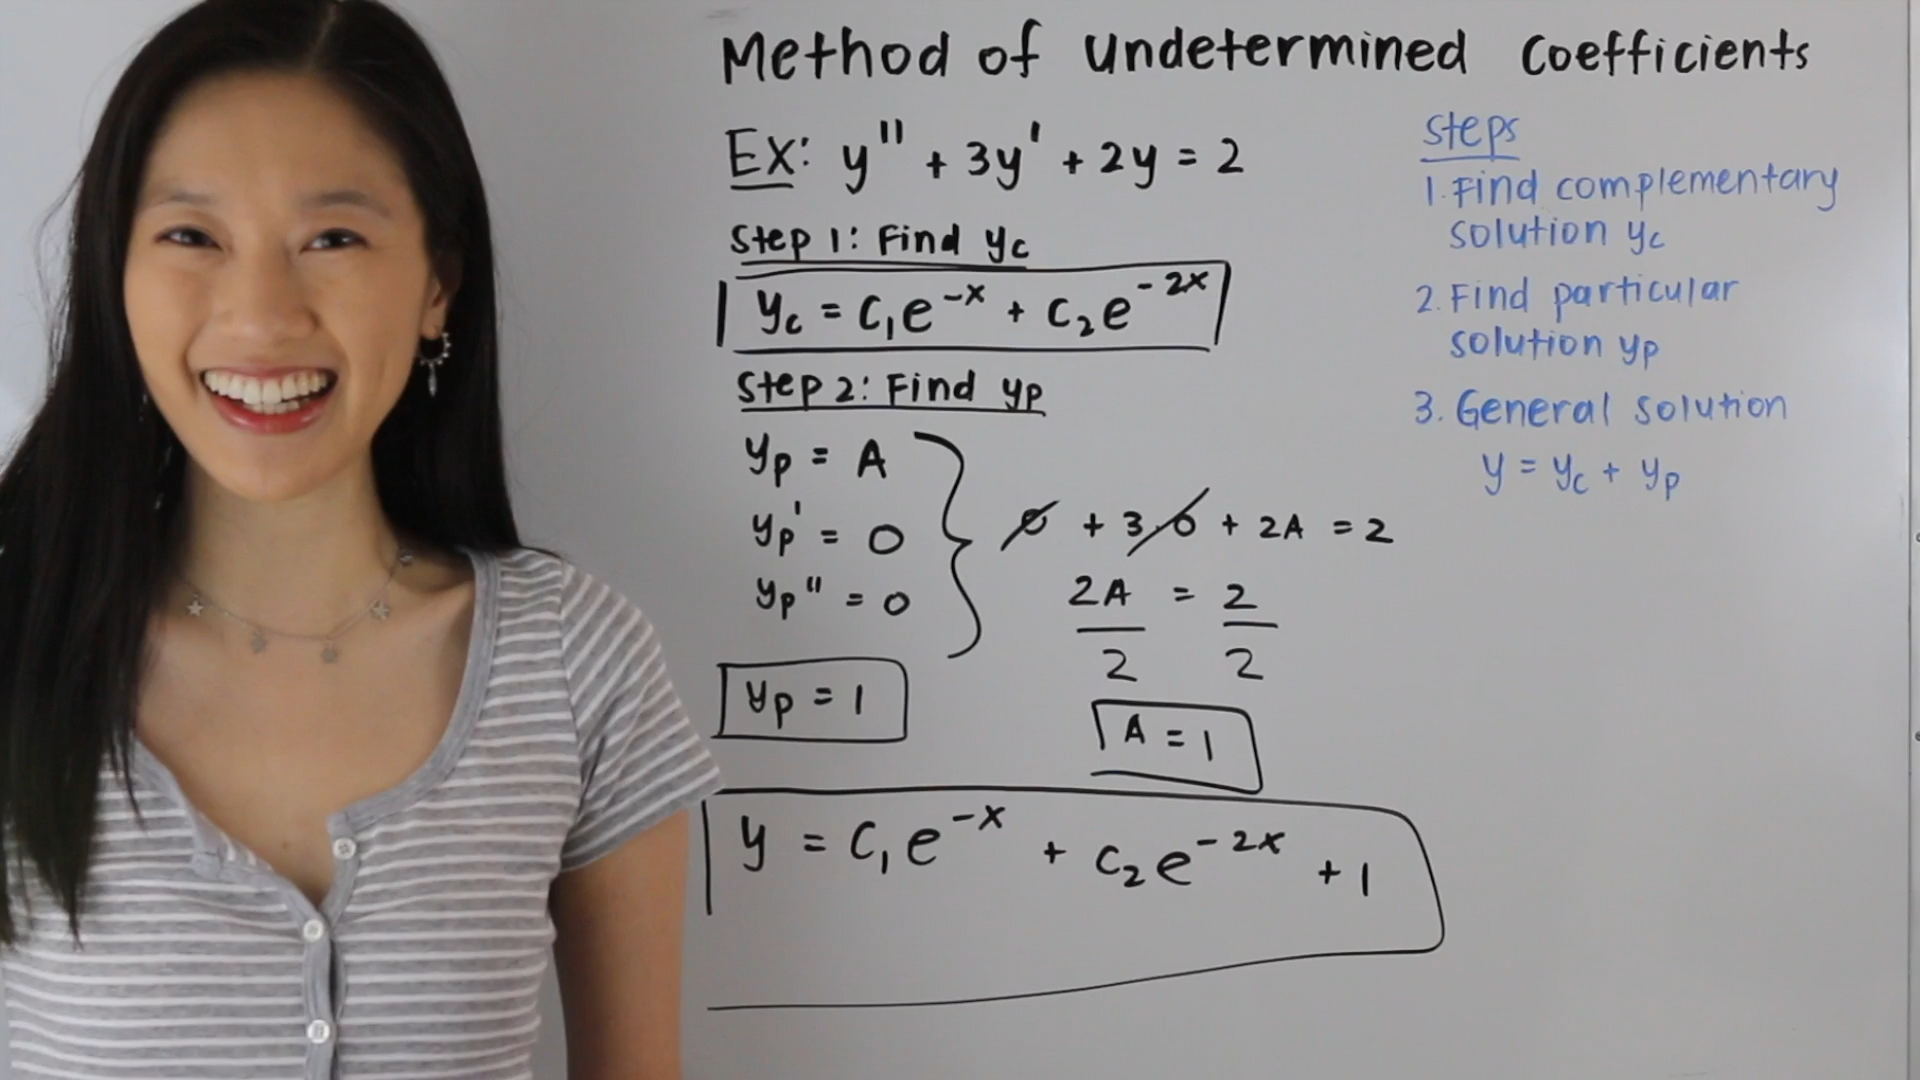 Method of undetermined coefficients
Ex: y" + 3y' + 2y = 2
Step 1: Find yc
yc = c₁e^-x + c₂e^-2x
Step 2: Find yp
yp = A
yp' = 0
yp" = 0
0 + 3·0 + 2A = 2
2A = 2
2 2
yp = 1
A = 1
y = c₁e^-x + c₂e^-2x + 1
steps
1. Find complementary
solution yc
2. Find particular
solution yp
3. General solution
y = yc + yp